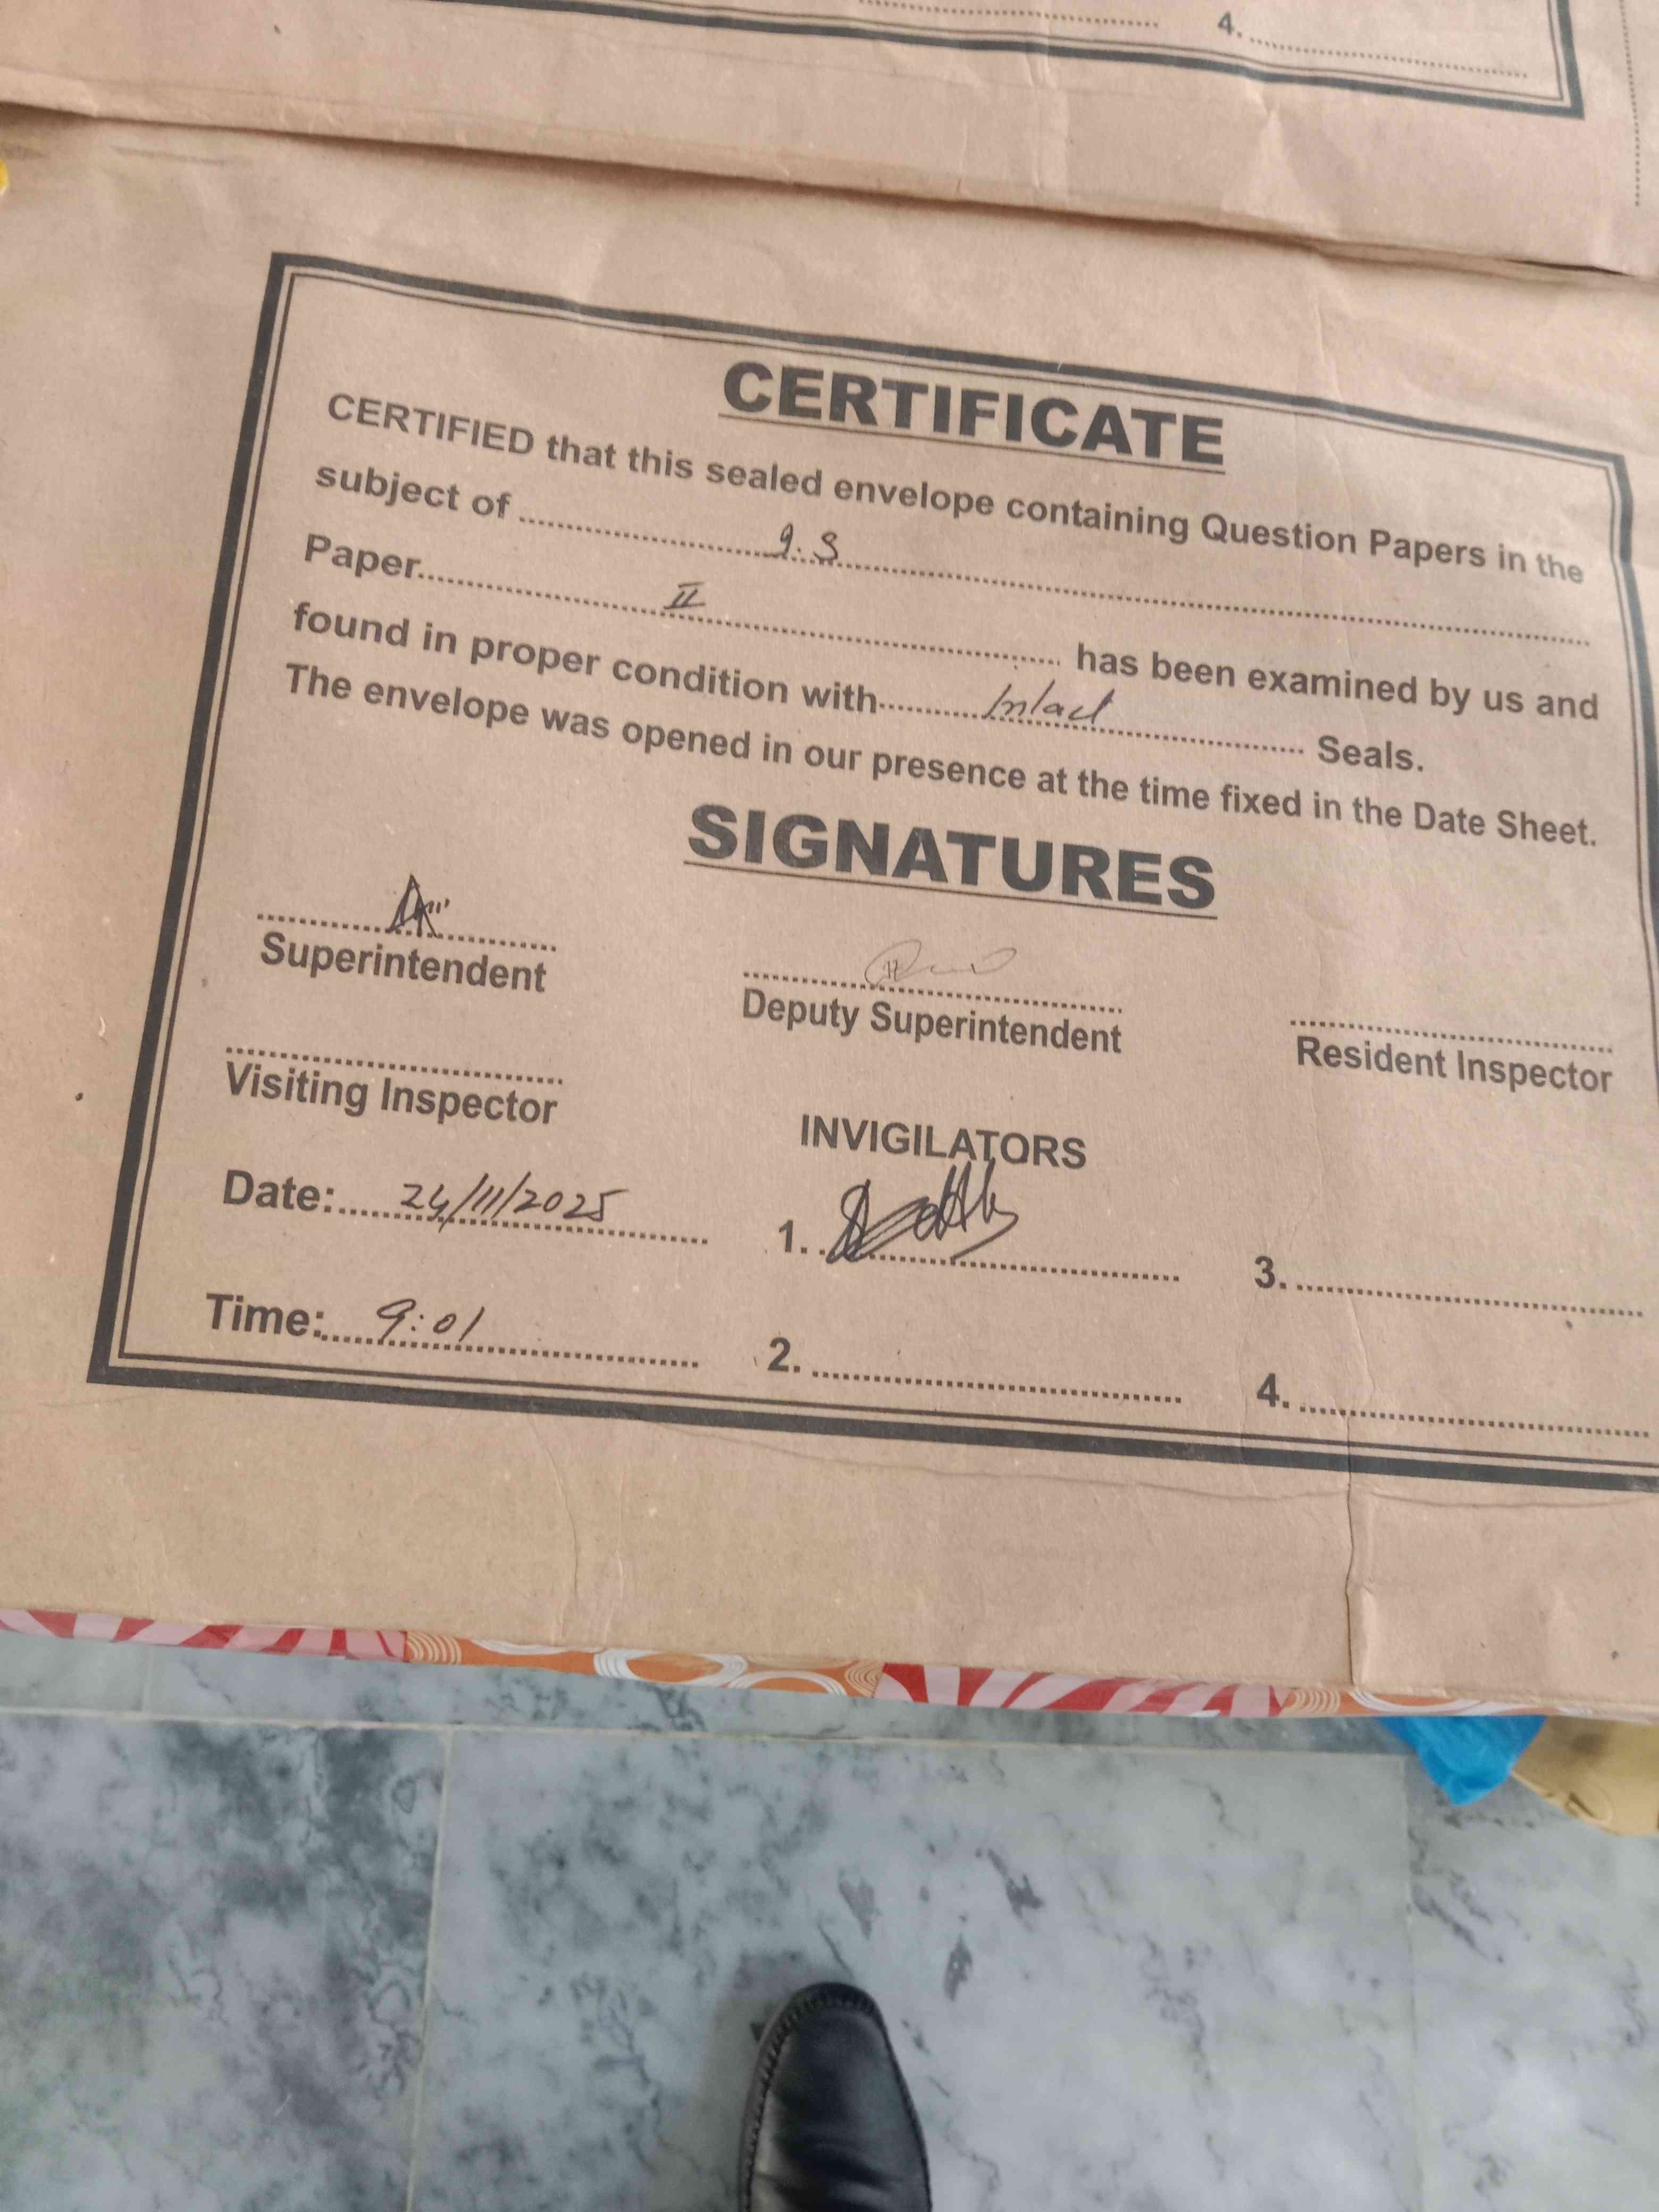 4.
CERTIFICATE
CERTIFIED that this sealed envelope containing Question Papers in the
subject of
Paper II has been examined by us and
found in proper condition with Intact Seals.
The envelope was opened in our presence at the time fixed in the Date Sheet.
SIGNATURES
Superintendent
Deputy Superintendent
Resident Inspector
Visiting Inspector
INVIGILATORS
Date: 24/11/2025
1.
3.
Time: 9:01
2.
4.